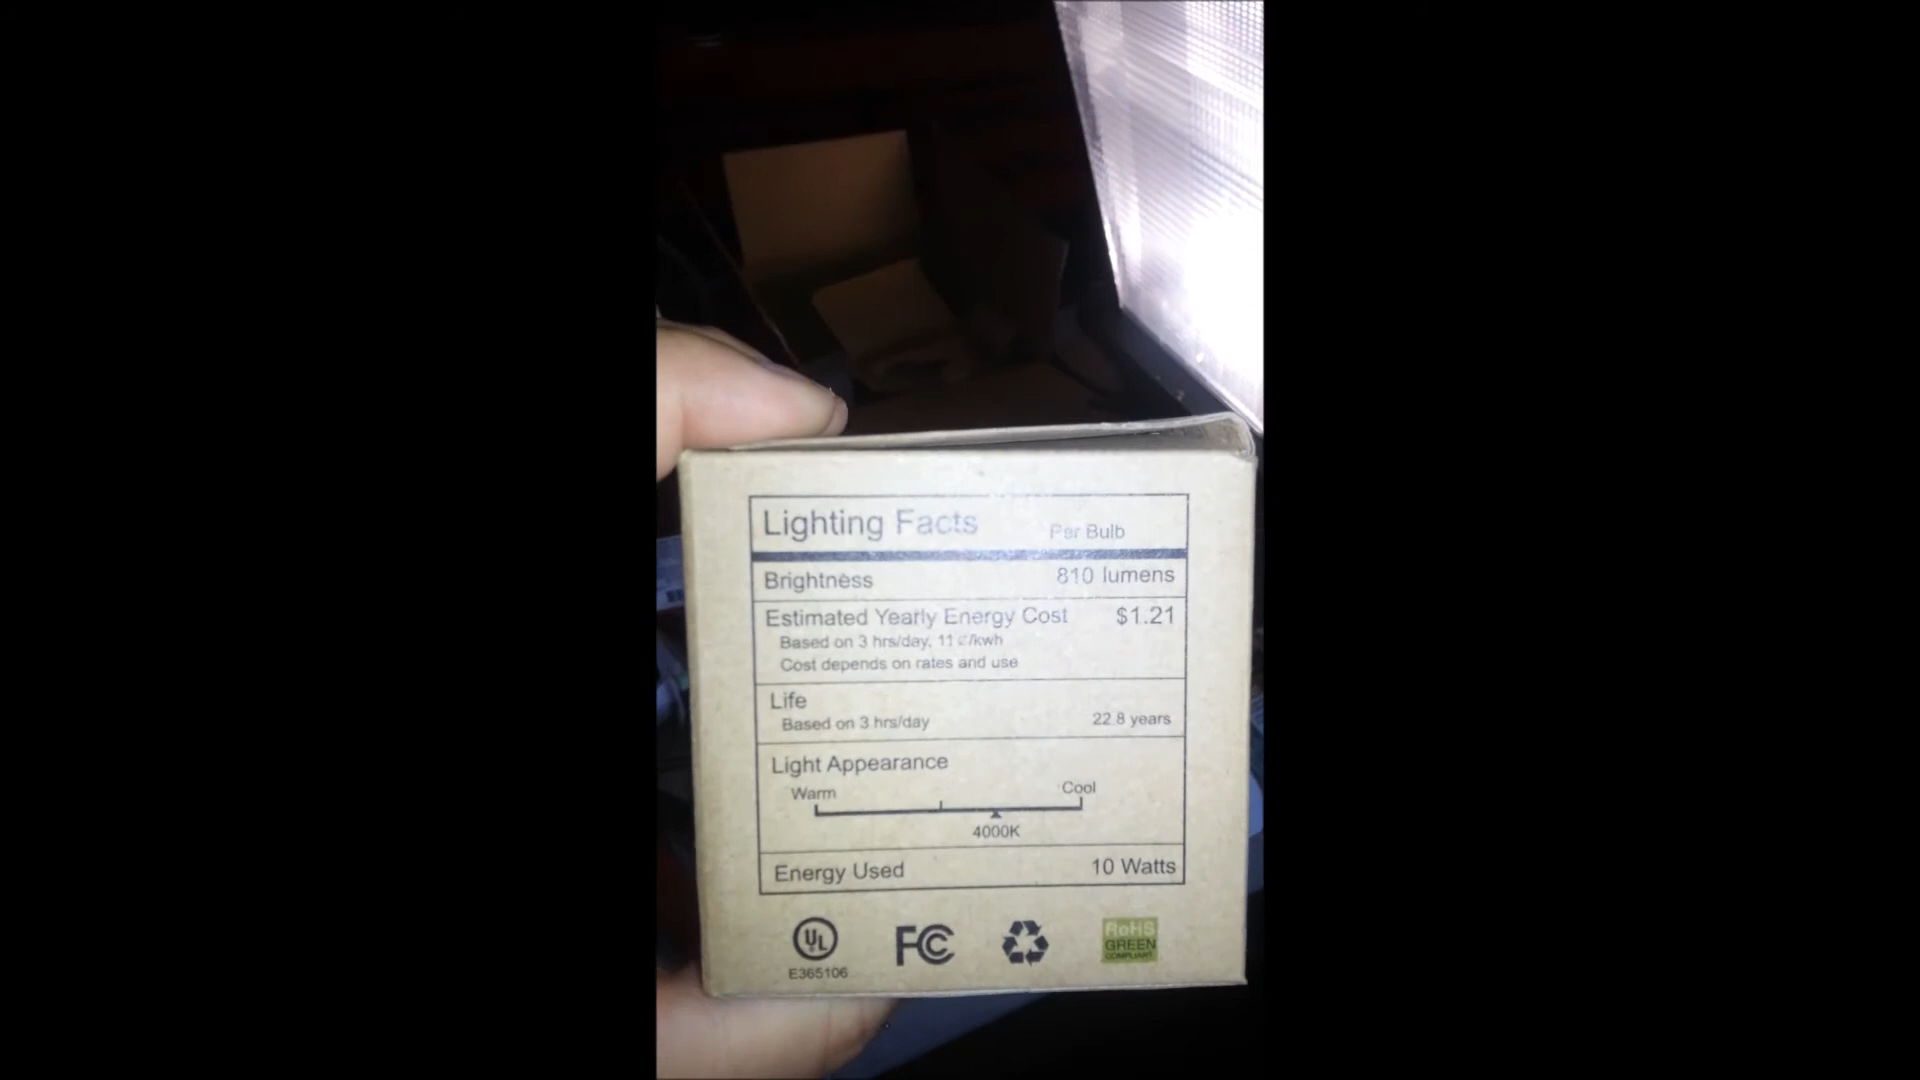 Lighting Facts Per Bulb
Brightness 810 lumens
Estimated Yearly Energy Cost $1.21
Based on 3 hrs/day, 11¢/kwh
Cost depends on rates and use
Life
Based on 3 hrs/day 22.8 years
Light Appearance
Warm Cool
4000K
Energy Used 10 Watts
UL FC RoHS
GREEN
COMPLIANT
E365106